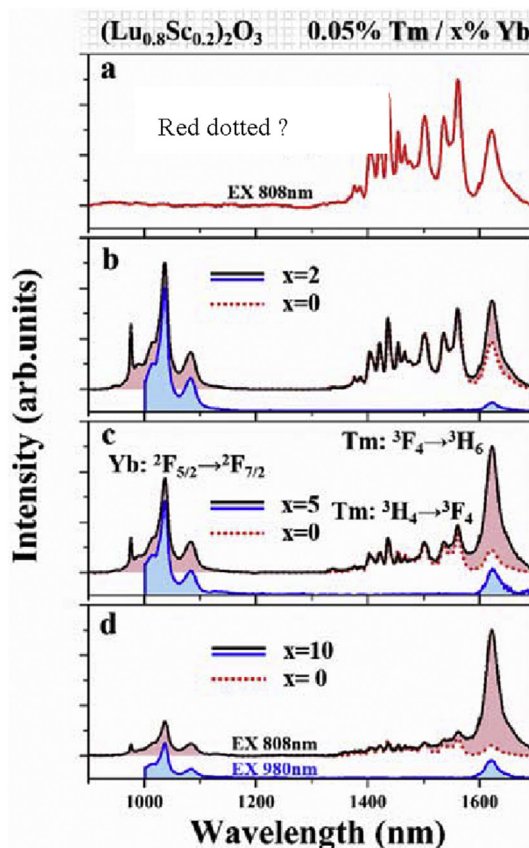 (Lu0.8Sc0.2)2O3 0.05% Tm / x% Yb
a
Red dotted ?
EX 808nm
b
x=2
x=0
c
Tm: ³F₄→³H₆
Yb: ²F5/2→²F7/2
x=5
Tm: ³H₄→³F₄
x=0
d
x=10
x= 0
EX 808nm
EX 980nm
Intensity (arb.units)
1000 1200 1400 1600
Wavelength (nm)